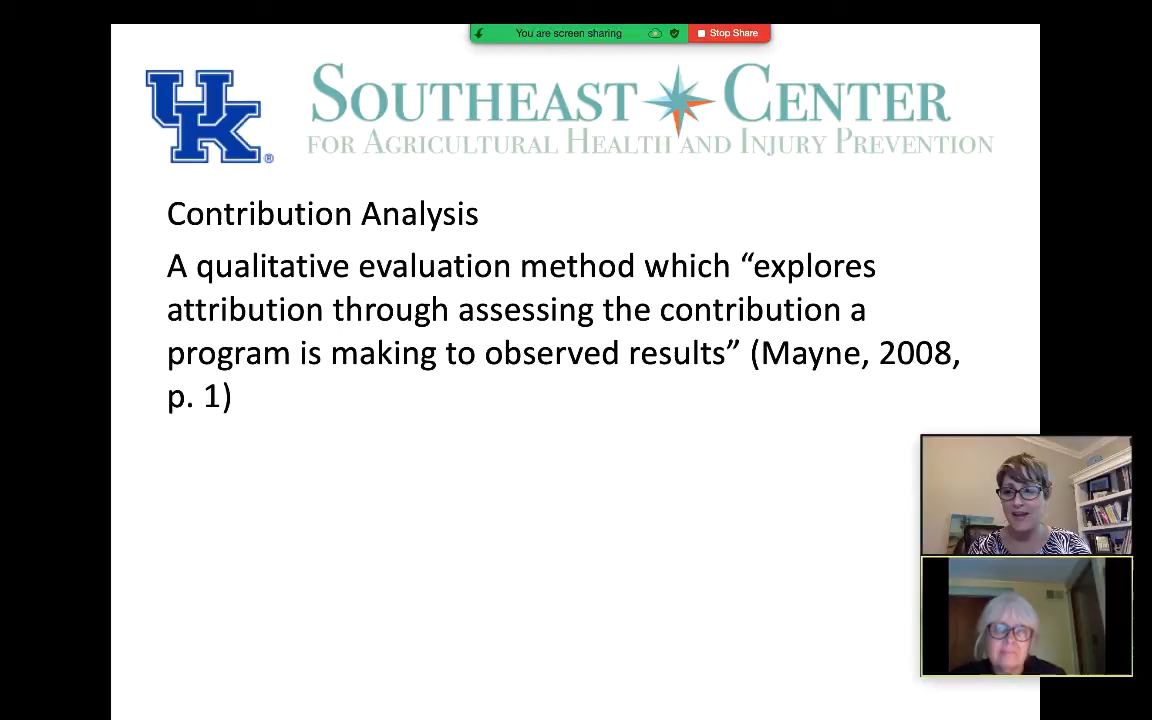 You are screen sharing
Stop Share
UK
®
SOUTHEAST CENTER
FOR AGRICULTURAL HEALTH AND INJURY PREVENTION
Contribution Analysis
A qualitative evaluation method which “explores
attribution through assessing the contribution a
program is making to observed results” (Mayne, 2008,
p. 1)